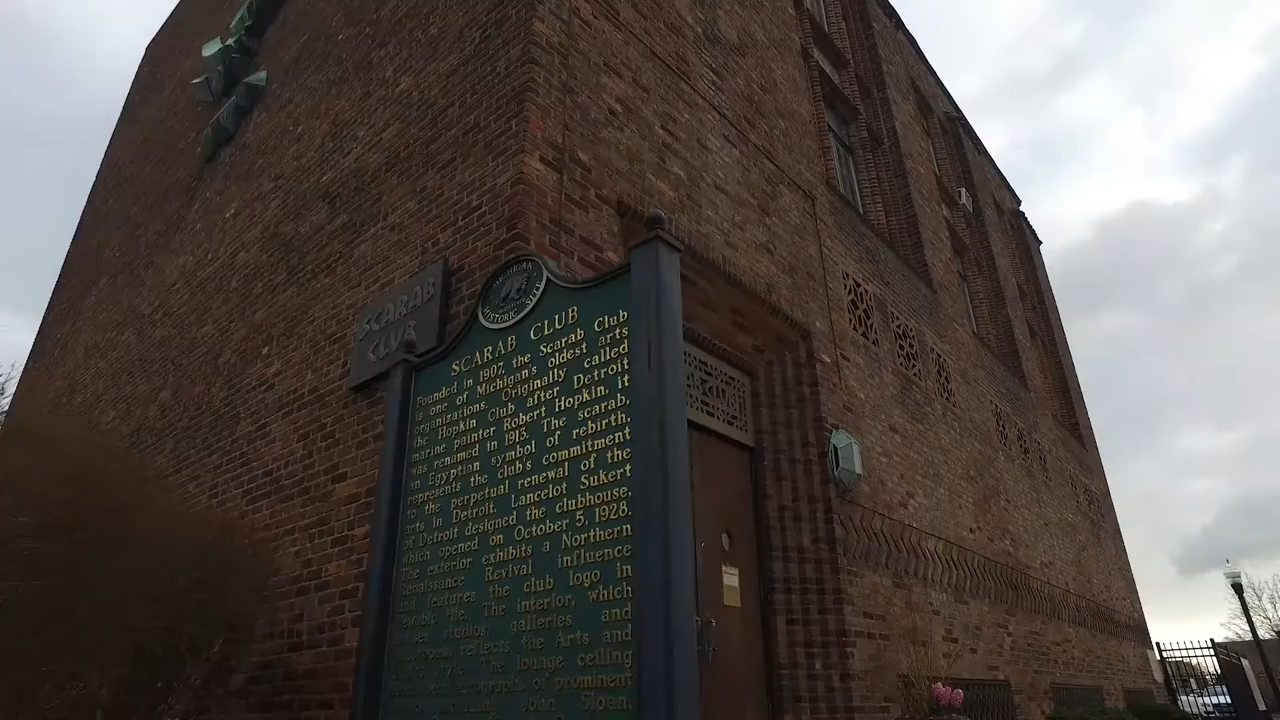 SCARAB
CLUB
MICHIGAN
HISTORIC SITE
SCARAB CLUB
Founded in 1907, the Scarab Club
is one of Michigan's oldest arts
organizations. Originally called
the Hopkin Club after Detroit
marine painter Robert Hopkin, it
was renamed in 1913. The scarab,
an Egyptian symbol of rebirth,
represents the club's commitment
to the perpetual renewal of the
arts in Detroit. Lancelot Sukert
of Detroit designed the clubhouse,
which opened on October 5, 1928.
The exterior exhibits a Northern
Renaissance Revival influence
and features the club logo in
tile. The interior, which
studios, galleries and
reflects the Arts and
style. The lounge ceiling
of prominent
John Sloan,